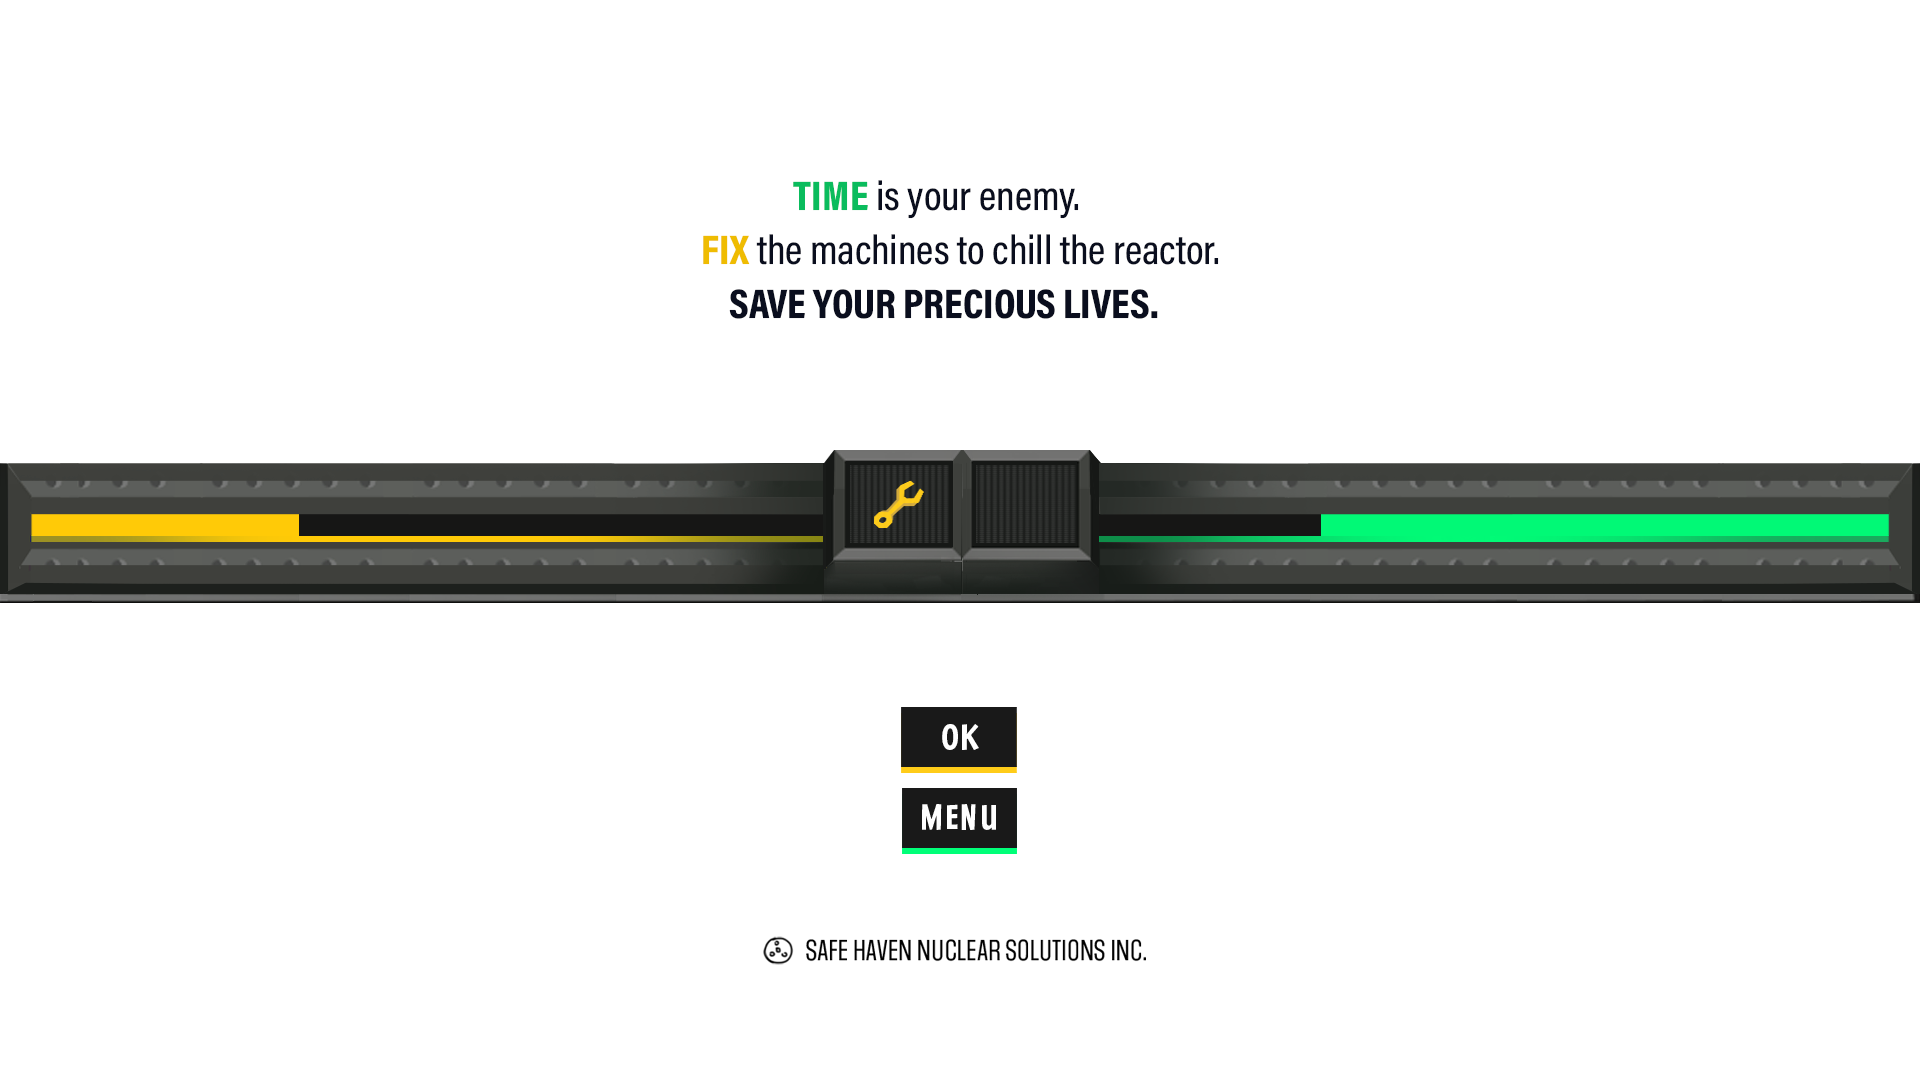 TIME is your enemy.
FIX the machines to chill the reactor.
SAVE YOUR PRECIOUS LIVES.
OK
MENU
SAFE HAVEN NUCLEAR SOLUTIONS INC.